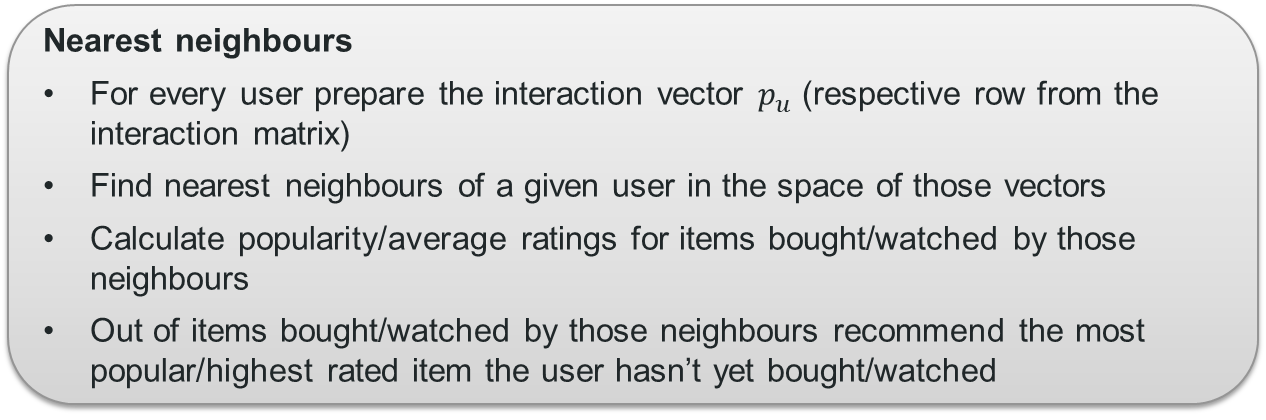 Nearest neighbours
• For every user prepare the interaction vector $p_u$ (respective row from the
interaction matrix)
• Find nearest neighbours of a given user in the space of those vectors
• Calculate popularity/average ratings for items bought/watched by those
neighbours
• Out of items bought/watched by those neighbours recommend the most
popular/highest rated item the user hasn’t yet bought/watched